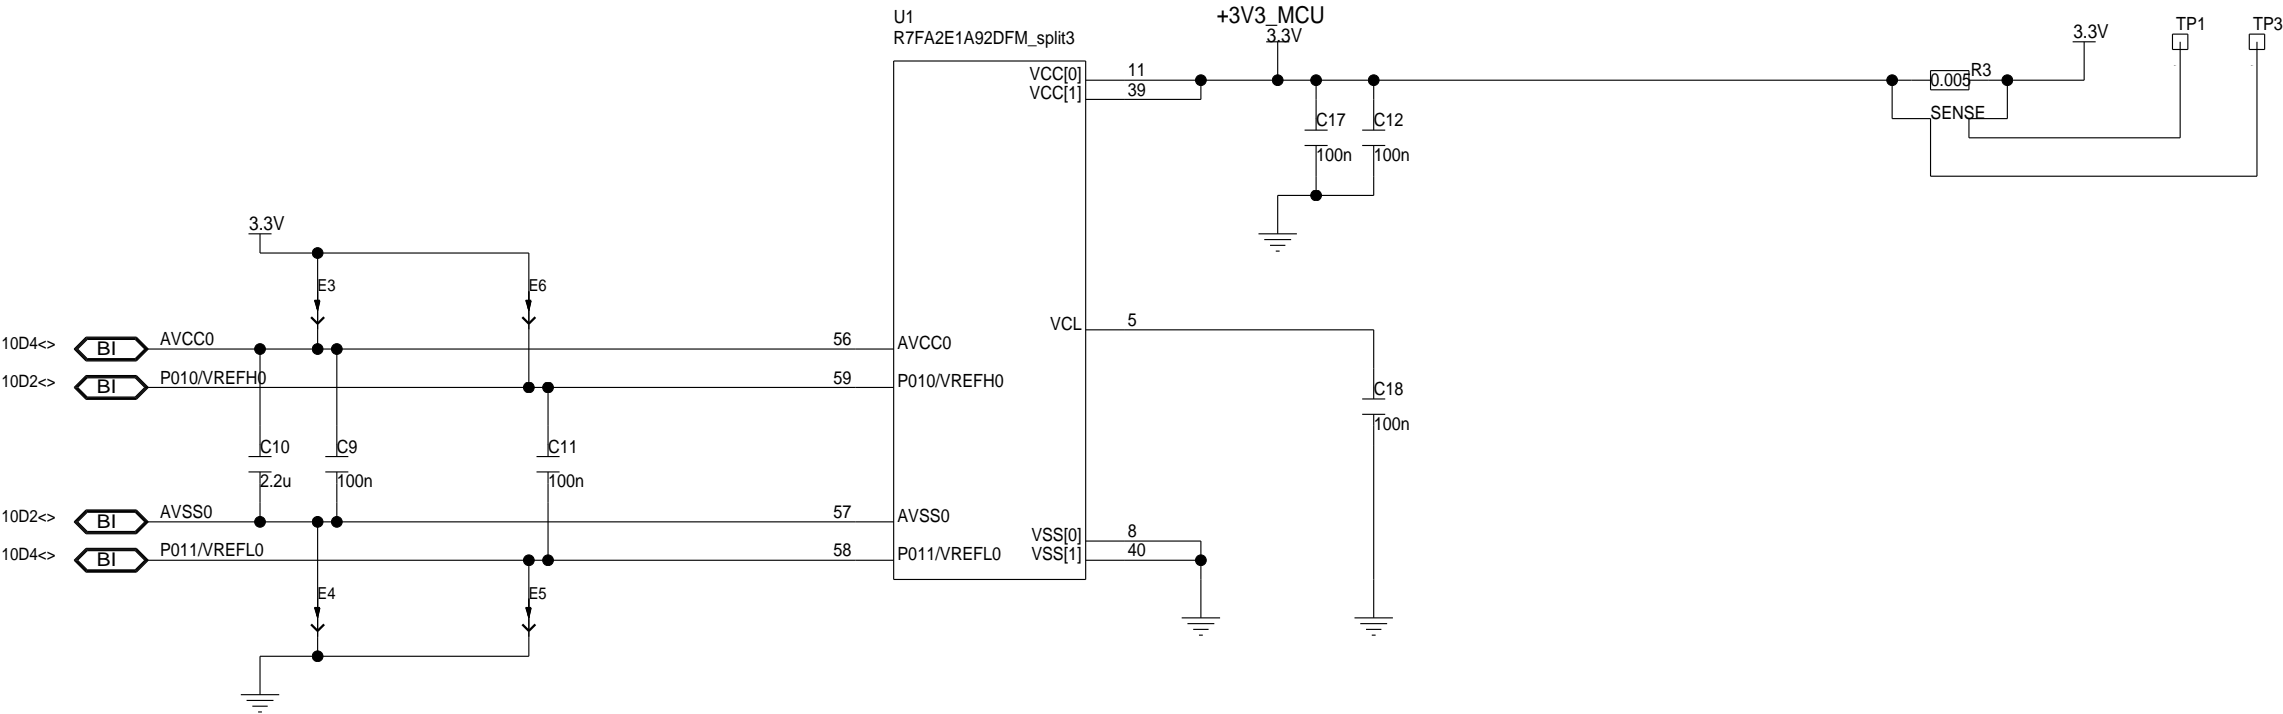 U1
R7FA2E1A92DFM_split3
+3V3_MCU
3.3V
3.3V
TP1
TP3
VCC[0]
11
VCC[1]
39
R3
0.005
SENSE
C17
100n
C12
100n
3.3V
E3
E6
10D4<>
BI
AVCC0
56
AVCC0
10D2<>
BI
P010/VREFH0
59
P010/VREFH0
VCL
5
C18
100n
C10
2.2u
C9
100n
C11
100n
10D2<>
BI
AVSS0
57
AVSS0
10D4<>
BI
P011/VREFL0
58
P011/VREFL0
VSS[0]
8
VSS[1]
40
E4
E5